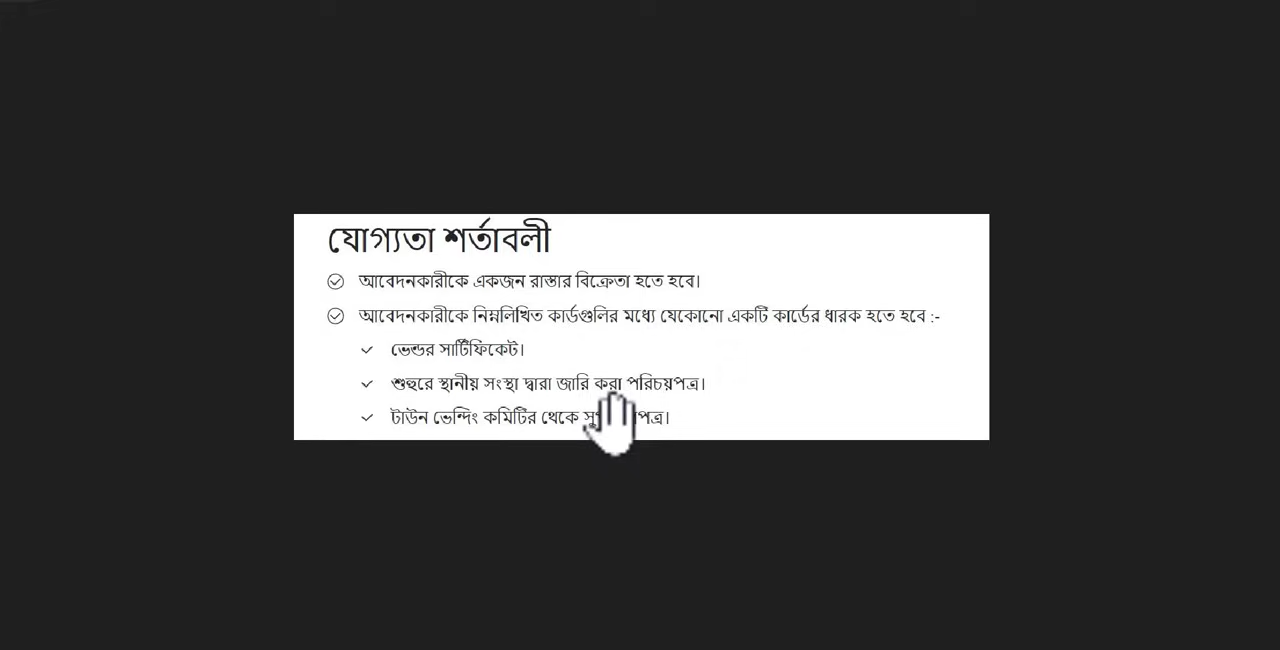 যোগ্যতা শর্তাবলী
আবেদনকারীকে একজন রাস্তার বিক্রেতা হতে হবে।
আবেদনকারীকে নিম্নলিখিত কার্ডগুলির মধ্যে যেকোনো একটি কার্ডের ধারক হতে হবে :-
ভেন্ডর সার্টিফিকেট।
শুহুরে স্থানীয় সংস্থা দ্বারা জারি করা পরিচয়পত্র।
টাউন ভেন্দিং কমিটির থেকে